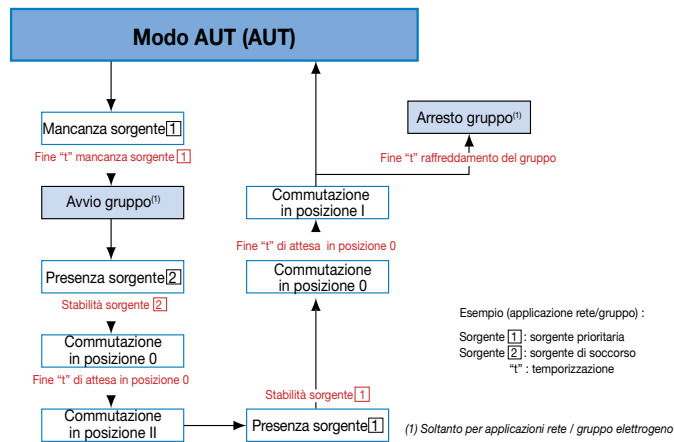 Modo AUT (AUT)
Mancanza sorgente 1
Fine “t” mancanza sorgente 1
Avvio gruppo(1)
Presenza sorgente 2
Stabilità sorgente 2
Commutazione
in posizione 0
Fine “t” di attesa in posizione 0
Commutazione
in posizione II
Presenza sorgente 1
Stabilità sorgente 1
Commutazione
in posizione 0
Fine “t” di attesa in posizione 0
Commutazione
in posizione I
Fine “t” raffreddamento del gruppo
Arresto gruppo(1)
Esempio (applicazione rete/gruppo) :
Sorgente 1 : sorgente prioritaria
Sorgente 2 : sorgente di soccorso
“t” : temporizzazione
(1) Soltanto per applicazioni rete / gruppo elettrogeno